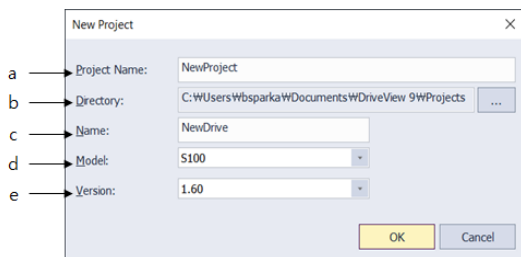 New Project
a Project Name: NewProject
b Directory: C:₩Users₩bsparka₩Documents₩DriveView 9₩Projects ...
c Name: NewDrive
d Model: S100
e Version: 1.60
OK Cancel